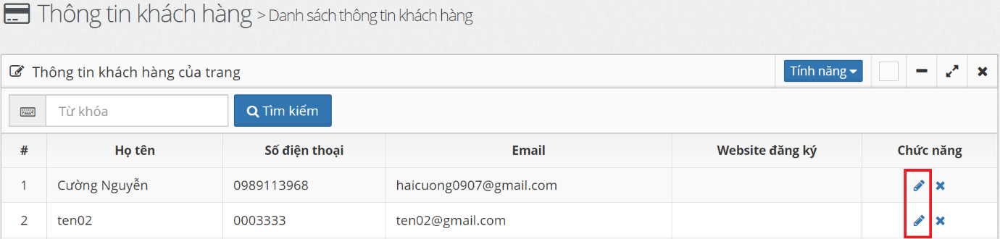 Thông tin khách hàng > Danh sách thông tin khách hàng
Thông tin khách hàng của trang Tính năng
Từ khóa Tìm kiếm
# Họ tên Số điện thoại Email Website đăng ký Chức năng
1 Cường Nguyễn 0989113968 haicuong0907@gmail.com
2 ten02 0003333 ten02@gmail.com